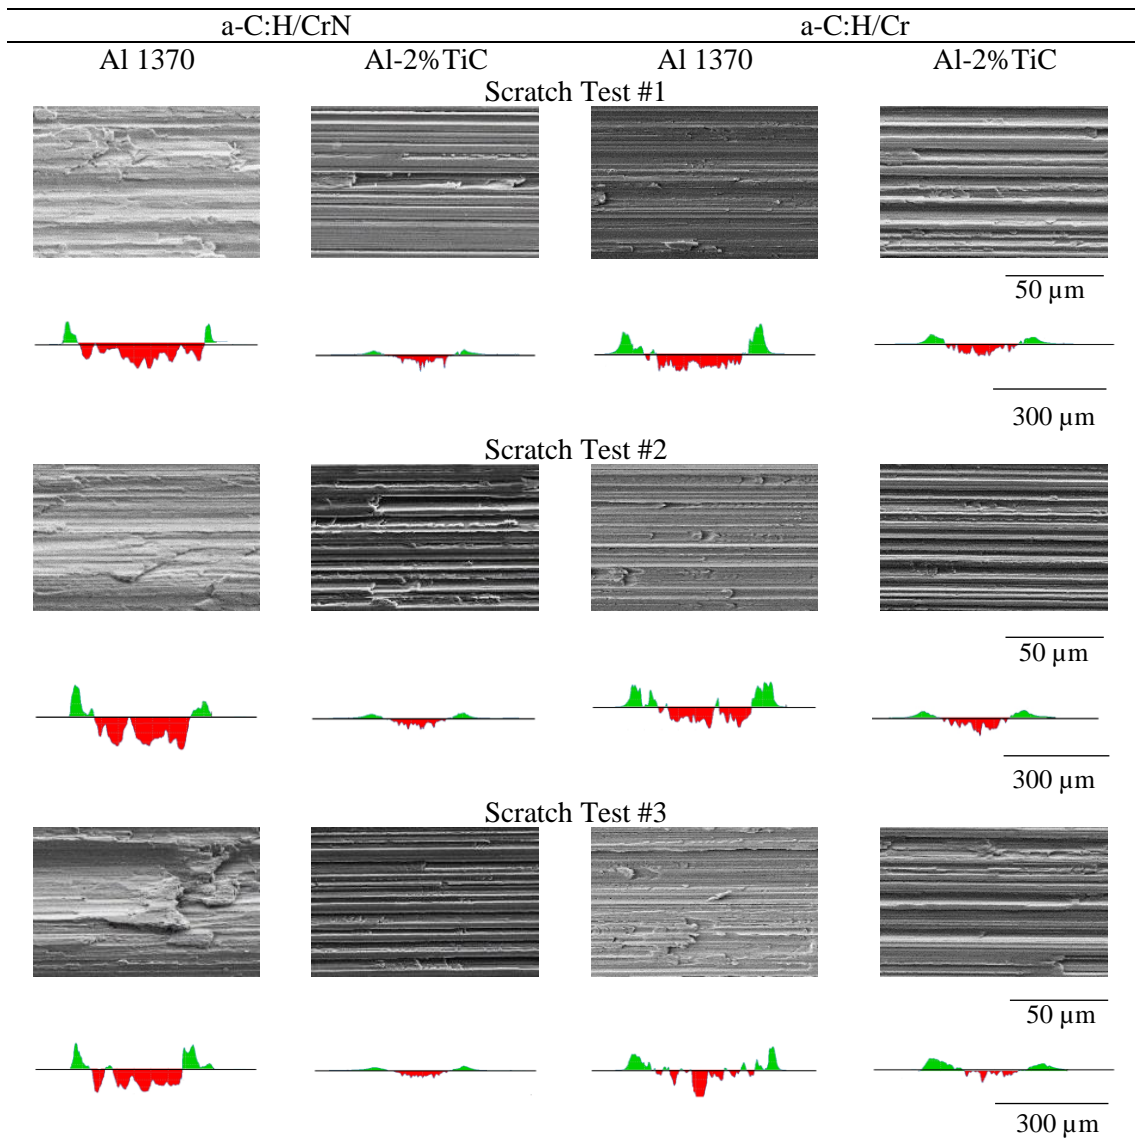 a-C:H/CrN a-C:H/Cr
Al 1370 Al-2%TiC Al 1370 Al-2%TiC
Scratch Test #1
50 µm
300 µm
Scratch Test #2
50 µm
300 µm
Scratch Test #3
50 µm
300 µm